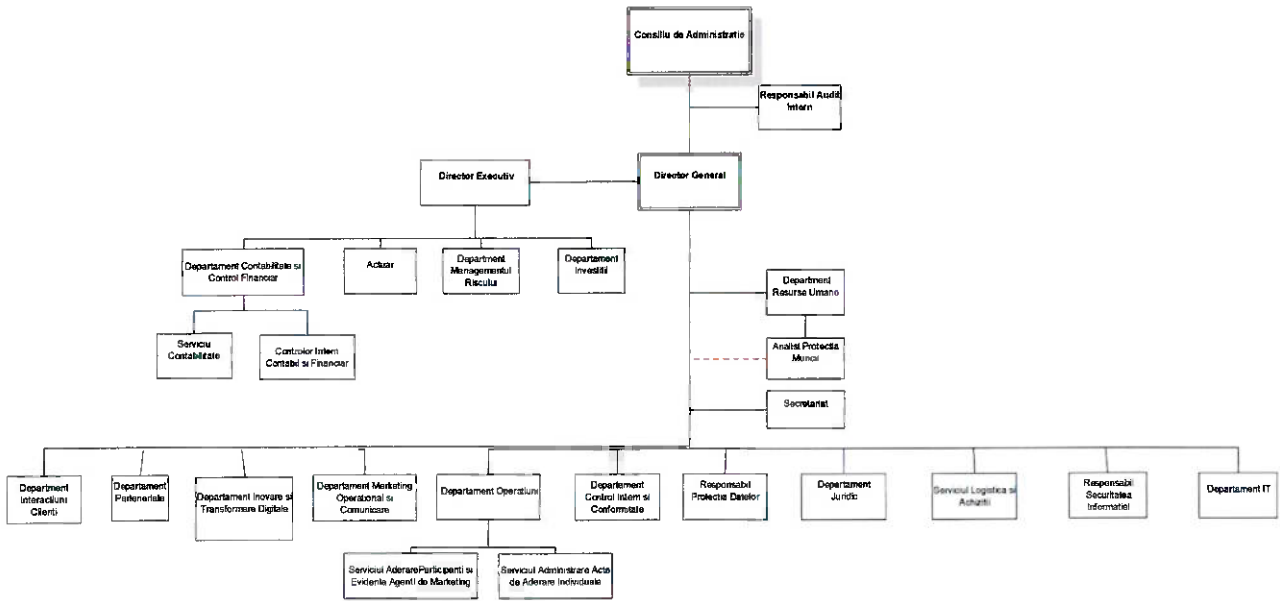 Consiliu de Administratie
Responsabil Audit
Intern
Director Executiv
Director General
Departament Contabilitate si
Control Financiar
Actuar
Department
Managementul
Riscului
Departament
Investitii
Department
Resurse Umane
Serviciu
Contabilitate
Controlor Intern
Contabil si Financiar
Analist Protectia
Muncii
Secretariat
Department
Interactiuni
Clienti
Departament
Parteneriate
Departament Inovare si
Transformare Digitale
Departament Marketing
Operational si
Comunicare
Departament Operatiuni
Departament
Control Intern si
Conformitate
Responsabil
Protectia Datelor
Departament
Juridic
Serviciul Logistica si
Achizitii
Responsabil
Securitatea
Informatiei
Departament IT
Serviciul Aderare Participanti si
Evidenta Agenti de Marketing
Serviciul Administrare Acte
de Aderare Individuale